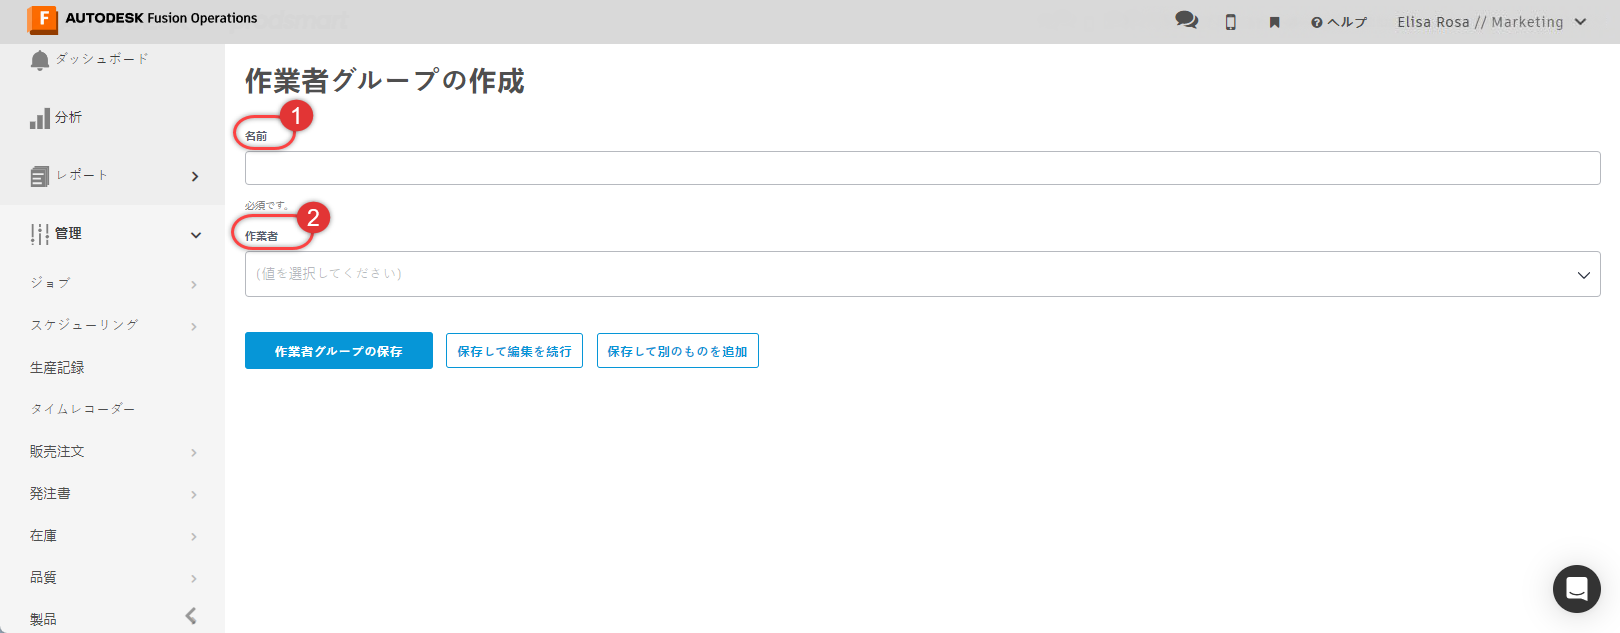 AUTODESK Fusion Operations
ヘルプ
Elisa Rosa // Marketing
ダッシュボード
分析
レポート
管理
ジョブ
スケジューリング
生産記録
タイムレコーダー
販売注文
発注書
在庫
品質
製品
作業者グループの作成
1
名前
必須です。
2
作業者
(値を選択してください)
作業者グループの保存
保存して編集を続行
保存して別のものを追加